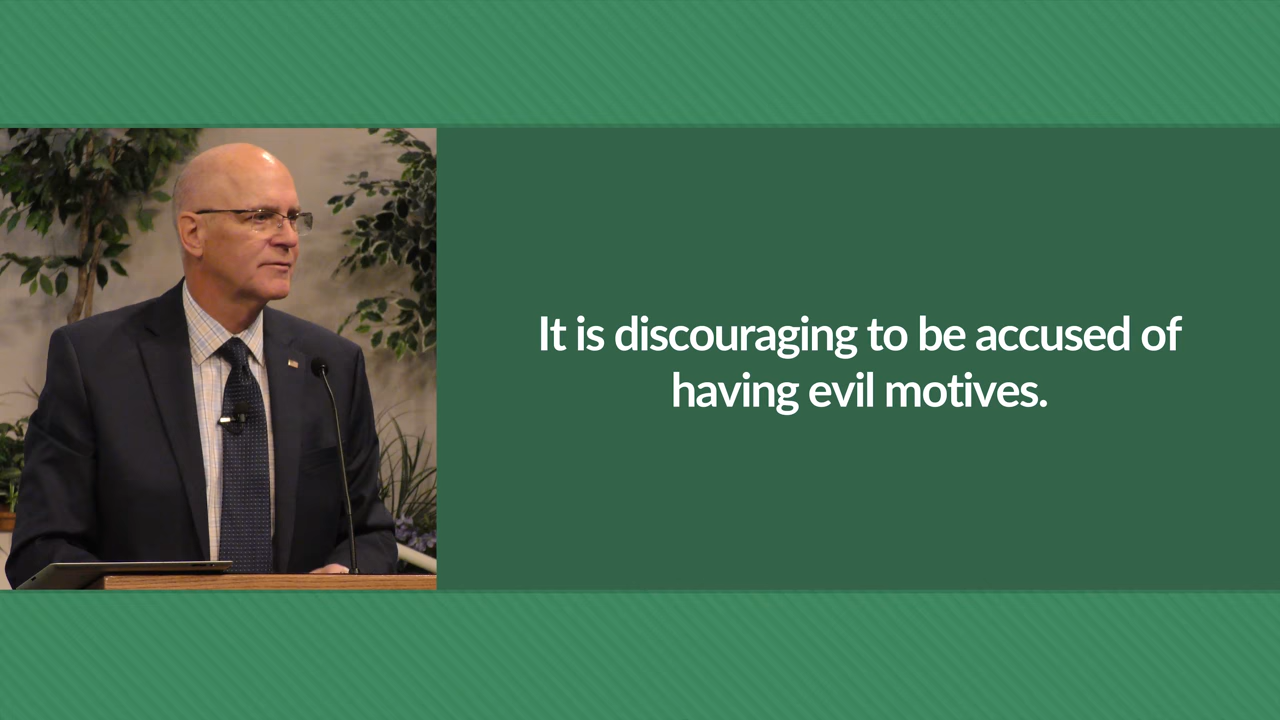 It is discouraging to be accused of
having evil motives.